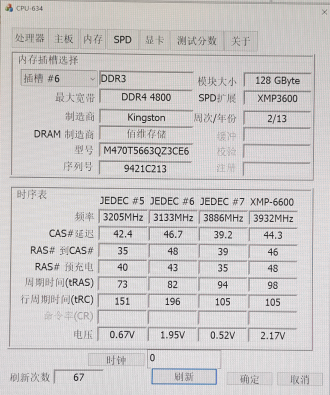 CPU-634
处理器 主板 内存 SPD 显卡 测试分数 关于
内存插槽选择
插槽 #6 DDR3 模块大小 128 GByte
最大宽带 DDR4 4800 SPD扩展 XMP3600
制造商 Kingston 周次/年份 2/13
DRAM 制造商 佰维存储 缓冲
型号 M470T5663QZ3CE6 校验
序列号 9421C213 注册
时序表
JEDEC #5 JEDEC #6 JEDEC #7 XMP-6600
频率 3205MHz 3133MHz 3886MHz 3932MHz
CAS#延迟 42.4 46.7 39.2 44.3
RAS# 到CAS# 35 48 39 46
RAS# 预充电 40 43 35 48
周期时间(tRAS) 73 82 94 98
行周期时间(tRC) 151 196 105 105
命令率(CR)
电压 0.67V 1.95V 0.52V 2.17V
时钟 0
刷新次数 67 刷新 确定 取消